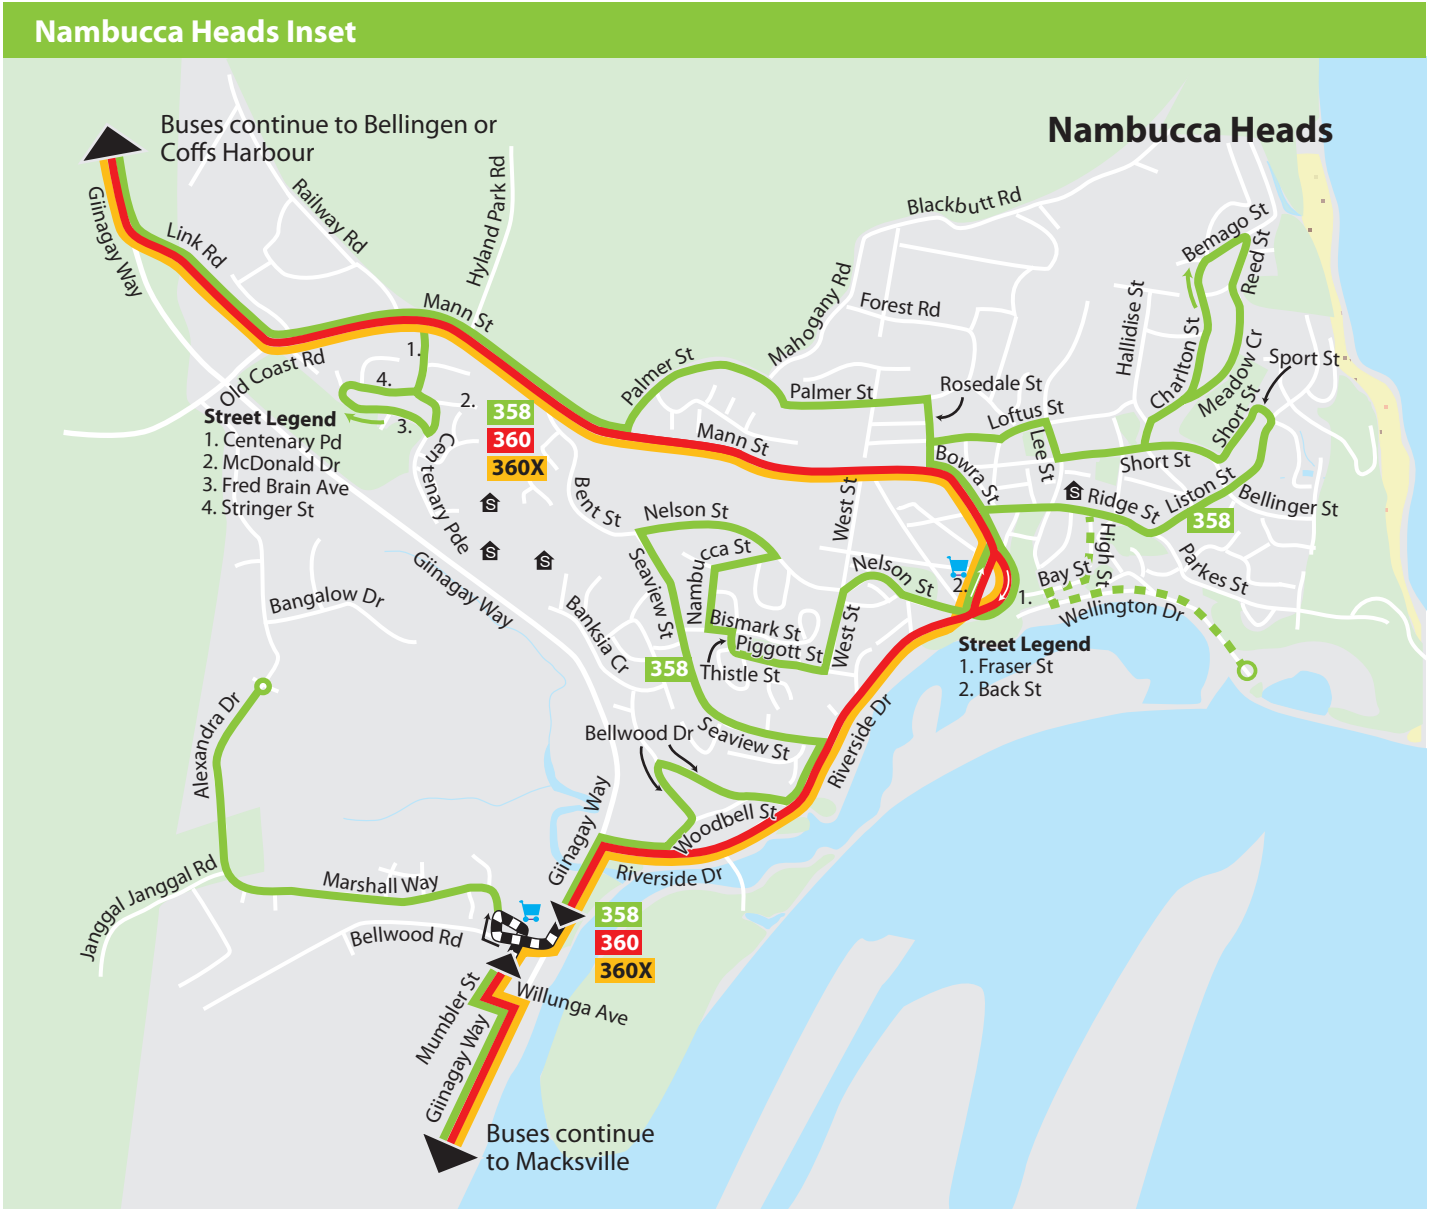 Nambucca Heads Inset
Buses continue to Bellingen or
Coffs Harbour
Nambucca Heads
Giinagay Way
Link Rd
Railway Rd
Hyland Park Rd
Mann St
Blackbutt Rd
Bemago St
Reed St
Mahogany Rd
Forest Rd
Hallidise St
Charlton St
Meadow Cr
Sport St
Short St
Old Coast Rd
1.
4.
2.
3.
Street Legend
1. Centenary Pd
2. McDonald Dr
3. Fred Brain Ave
4. Stringer St
358
360
360X
Palmer St
Palmer St
Rosedale St
Loftus St
Lee St
Mann St
Bowra St
Short St
Centenary Pde
S
S
S
S
Bent St
Nelson St
West St
Ridge St
Liston St
358
Bellinger St
Giinagay Way
Bangalow Dr
Seaview St
Nambucca St
Nelson St
2.
1.
Bay St
High St
Parkes St
Wellington Dr
Banksia Cr
Bismark St
Piggott St
West St
358
Thistle St
Street Legend
1. Fraser St
2. Back St
Alexandra Dr
Bellwood Dr
Seaview St
Riverside Dr
Woodbell St
Giinagay Way
Riverside Dr
Janggal Janggal Rd
Marshall Way
Bellwood Rd
358
360
360X
Mumbler St
Willunga Ave
Giinagay Way
Buses continue
to Macksville